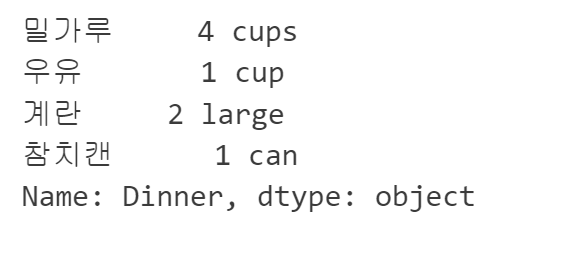 밀가루     4 cups
우유       1 cup
계란     2 large
참치캔      1 can
Name: Dinner, dtype: object